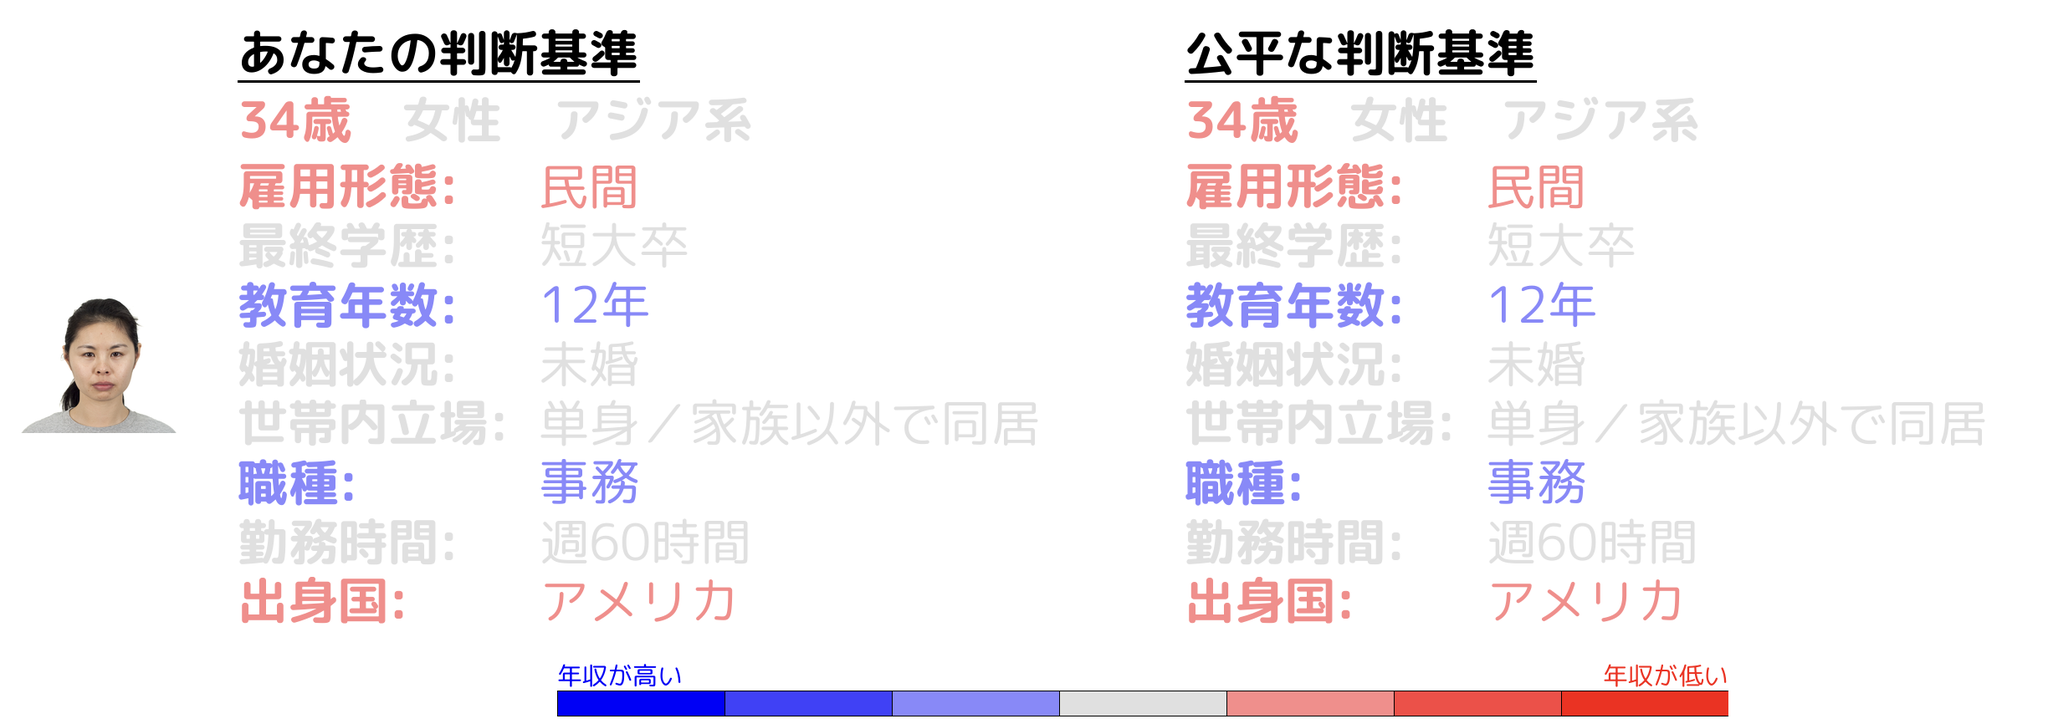 あなたの判断基準
34歳 女性 アジア系
雇用形態: 民間
最終学歴: 短大卒
教育年数: 12年
婚姻状況: 未婚
世帯内立場: 単身／家族以外で同居
職種: 事務
勤務時間: 週60時間
出身国: アメリカ
公平な判断基準
34歳 女性 アジア系
雇用形態: 民間
最終学歴: 短大卒
教育年数: 12年
婚姻状況: 未婚
世帯内立場: 単身／家族以外で同居
職種: 事務
勤務時間: 週60時間
出身国: アメリカ
年収が高い 年収が低い